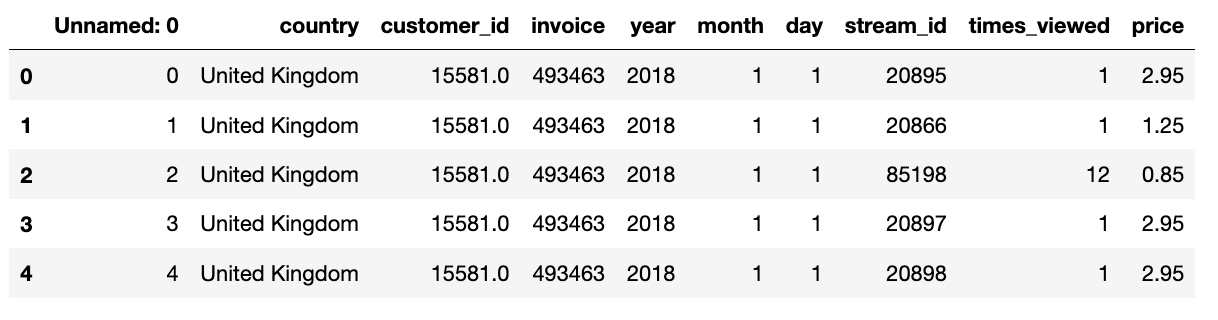 Unnamed: 0 country customer_id invoice year month day stream_id times_viewed price
0 0 United Kingdom 15581.0 493463 2018 1 1 20895 1 2.95
1 1 United Kingdom 15581.0 493463 2018 1 1 20866 1 1.25
2 2 United Kingdom 15581.0 493463 2018 1 1 85198 12 0.85
3 3 United Kingdom 15581.0 493463 2018 1 1 20897 1 2.95
4 4 United Kingdom 15581.0 493463 2018 1 1 20898 1 2.95